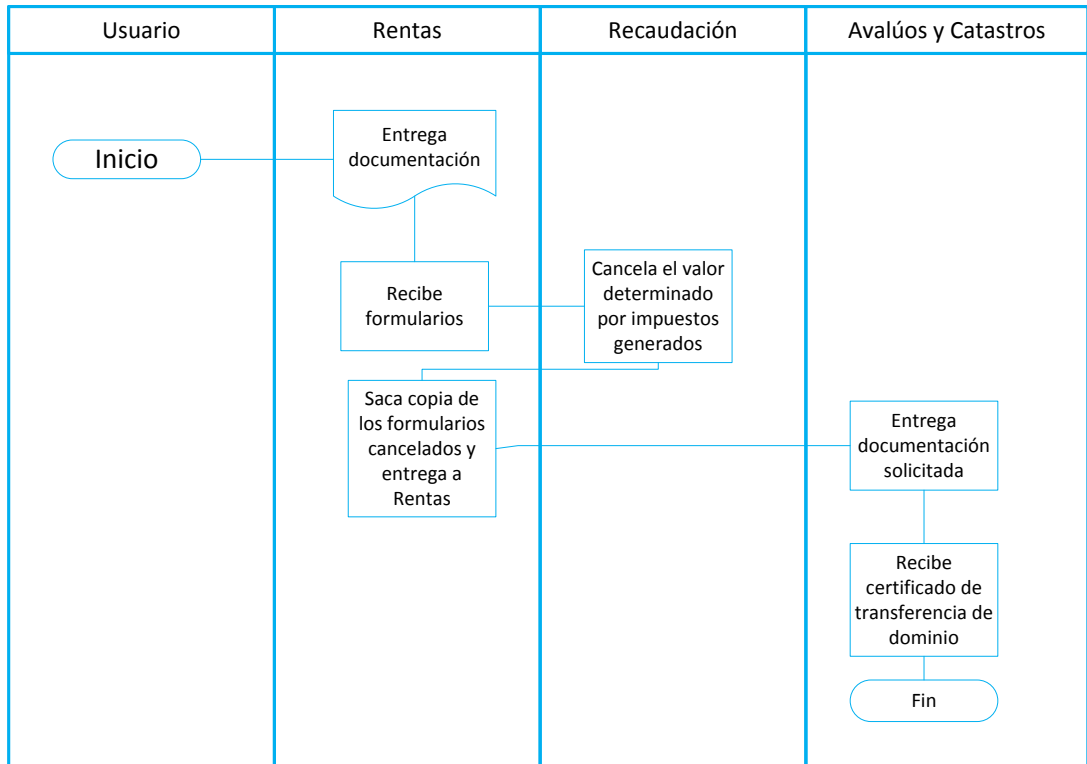 Usuario
Rentas
Recaudación
Avalúos y Catastros
Inicio
Entrega
documentación
Recibe
formularios
Cancela el valor
determinado
por impuestos
generados
Saca copia de
los formularios
cancelados y
entrega a
Rentas
Entrega
documentación
solicitada
Recibe
certificado de
transferencia de
dominio
Fin